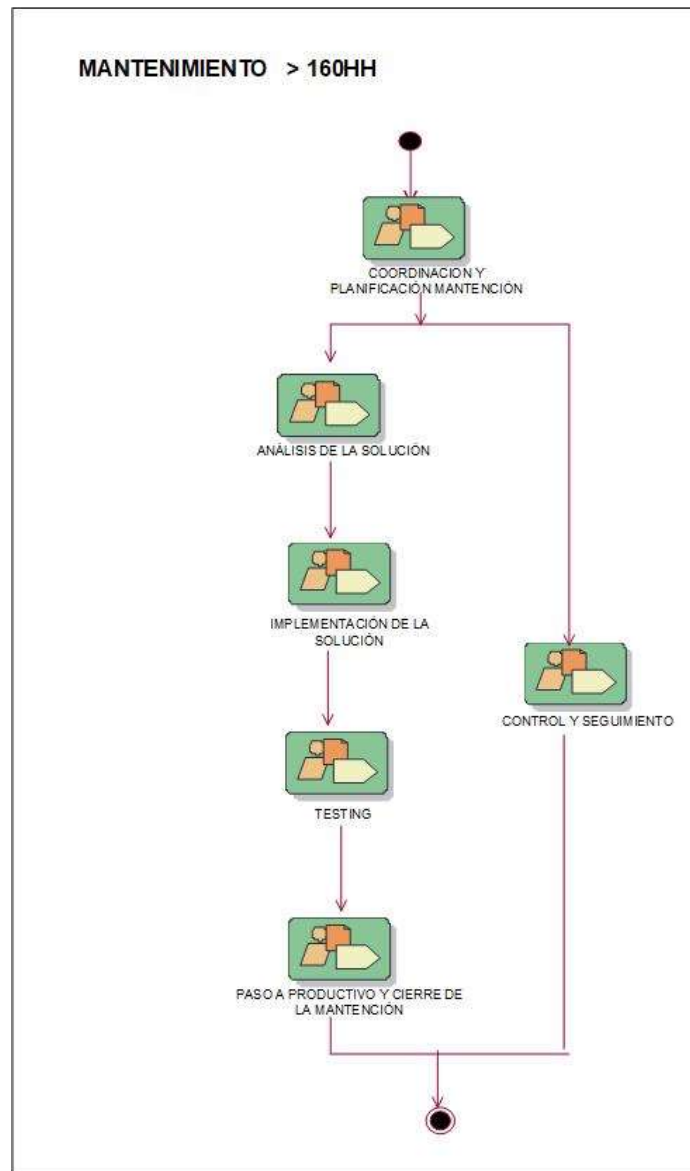 MANTENIMIENTO > 160HH
COORDINACION Y
PLANIFICACIÓN MANTENCIÓN
ANÁLISIS DE LA SOLUCIÓN
IMPLEMENTACIÓN DE LA
SOLUCIÓN
CONTROL Y SEGUIMIENTO
TESTING
PASO A PRODUCTIVO Y CIERRE DE
LA MANTENCIÓN